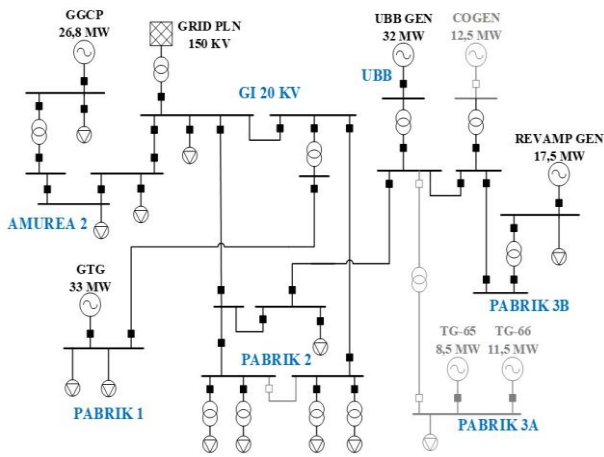 GGCP
26,8 MW
GRID PLN
150 KV
GI 20 KV
UBB GEN
32 MW
COGEN
12,5 MW
UBB
REVAMP GEN
17,5 MW
AMUREA 2
GTG
33 MW
PABRIK 3B
PABRIK 2
TG-65
8,5 MW
TG-66
11,5 MW
PABRIK 1
PABRIK 3A